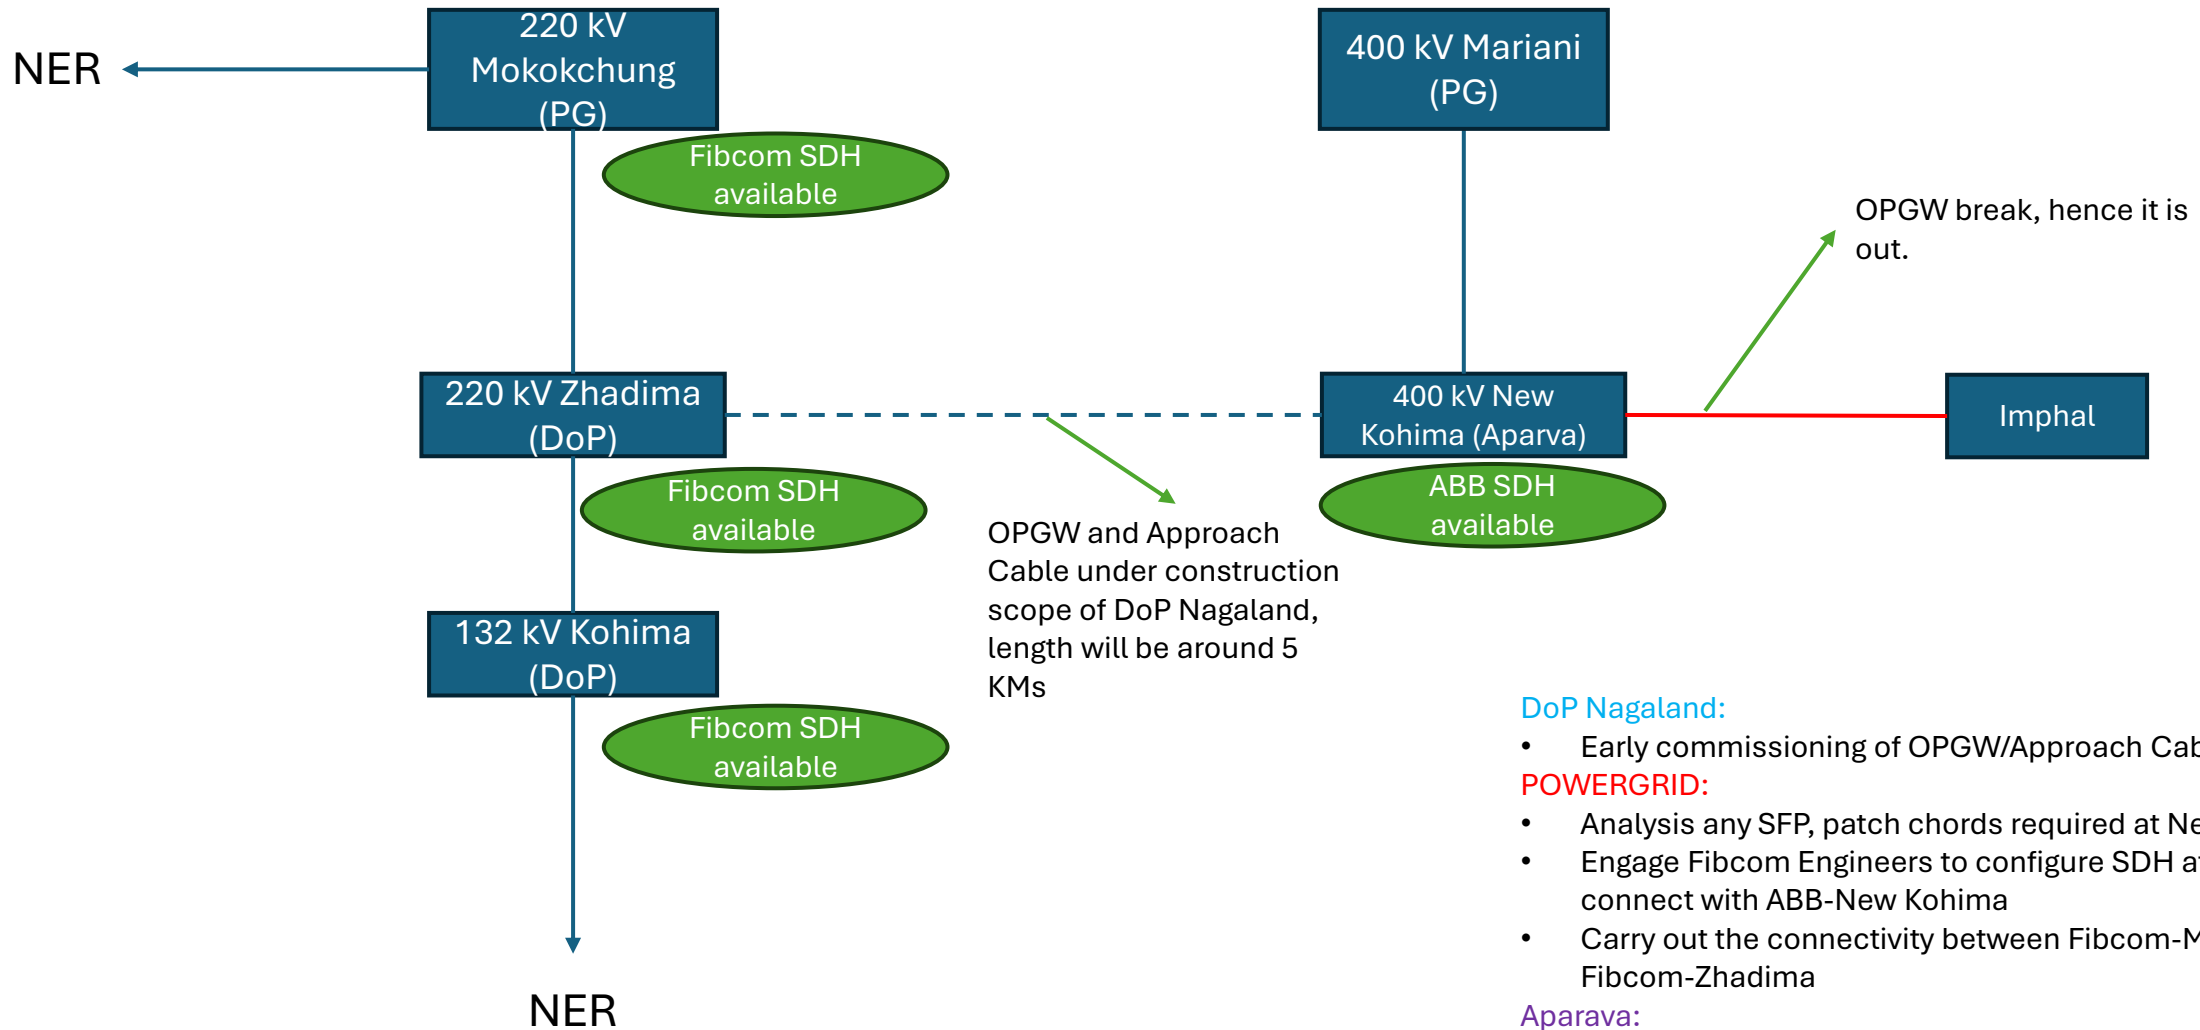 220 kV
Mokokchung
(PG)
NER
Fibcom SDH
available
400 kV Mariani
(PG)
OPGW break, hence it is
out.
220 kV Zhadima
(DoP)
Fibcom SDH
available
400 kV New
Kohima (Aparva)
ABB SDH
available
Imphal
OPGW and Approach
Cable under construction
scope of DoP Nagaland,
length will be around 5
KMs
132 kV Kohima
(DoP)
Fibcom SDH
available
NER
DoP Nagaland:
• Early commissioning of OPGW/Approach
POWERGRID:
• Analysis any SFP, patch chords required at
• Engage Fibcom Engineers to configure SDH
connect with ABB-New Kohima
• Carry out the connectivity between
Fibcom-Zhadima
Aparava: